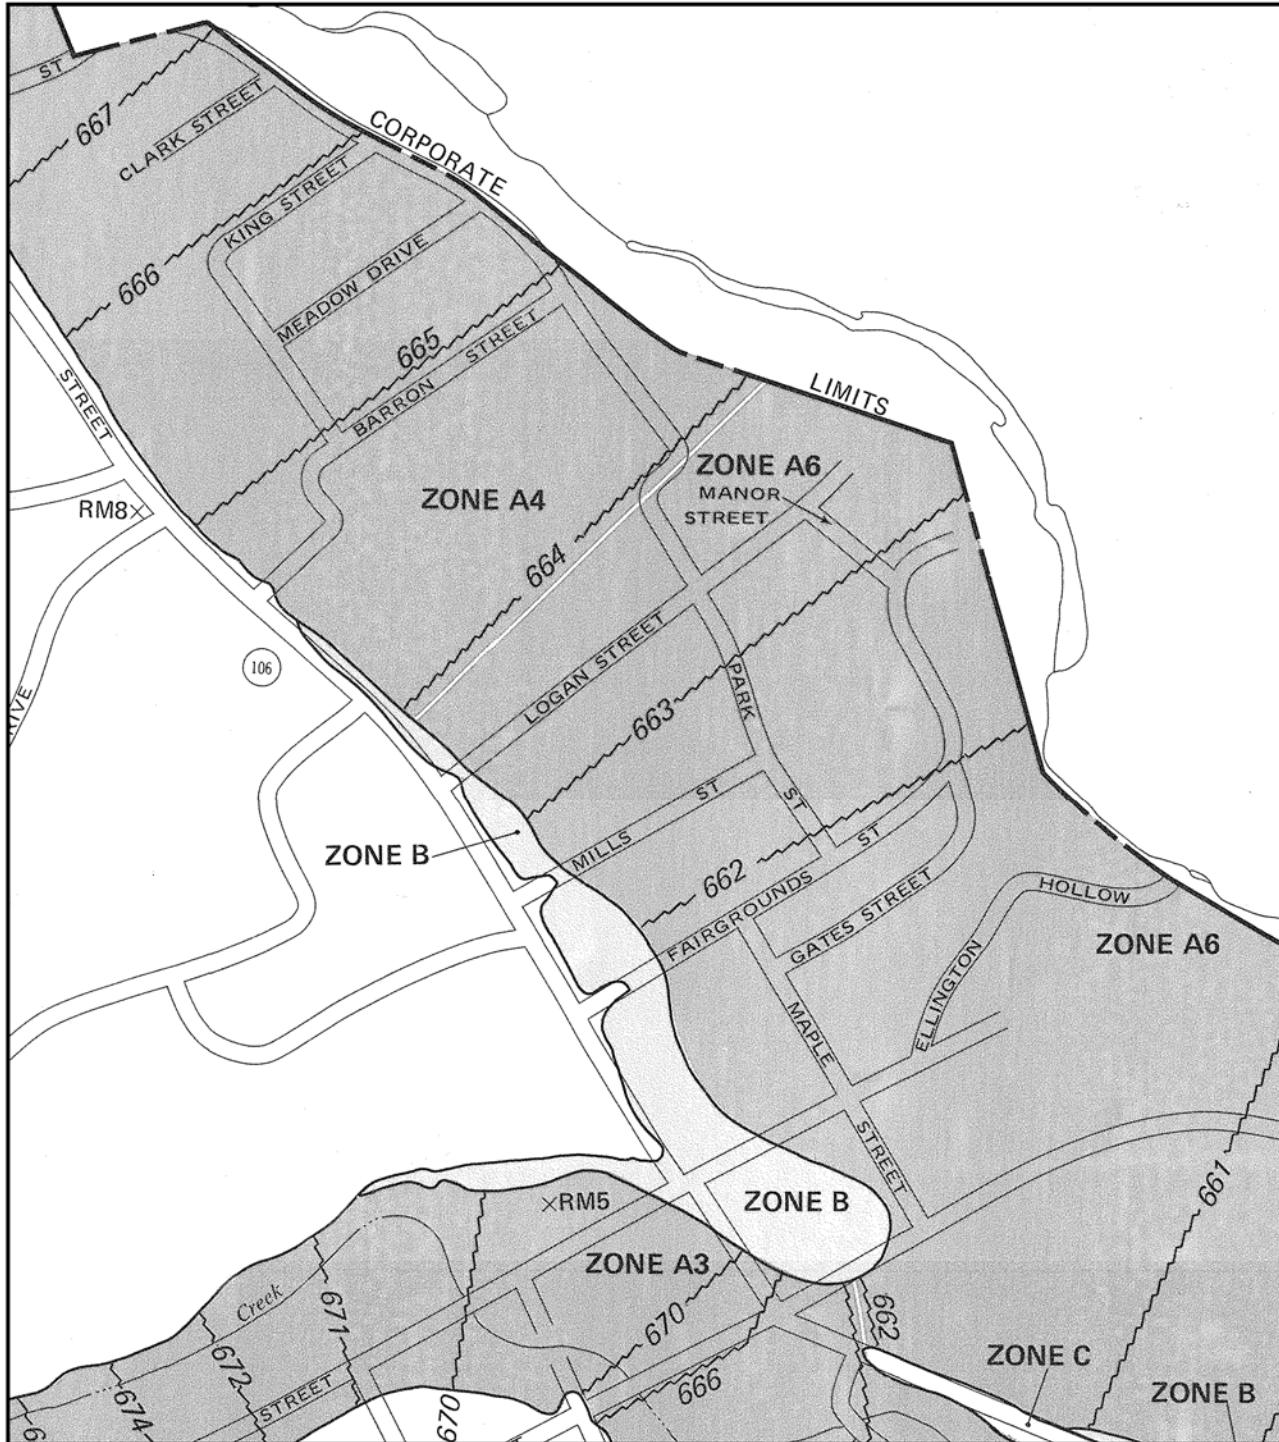 ST
667
CLARK STREET
CORPORATE
KING STREET
666
MEADOW DRIVE
665
BARRON STREET
STREET
LIMITS
ZONE A6
MANOR
STREET
ZONE A4
RM8
664
LOGAN STREET
106
PARK
ST
663
MILLS ST
ZONE B
662
FAIRGROUNDS ST
GATES STREET
HOLLOW
ELLINGTON
ZONE A6
MAPLE
STREET
661
ZONE B
RM5
ZONE A3
Creek
671
670
662
672
666
ZONE C
STREET
674
670
ZONE B